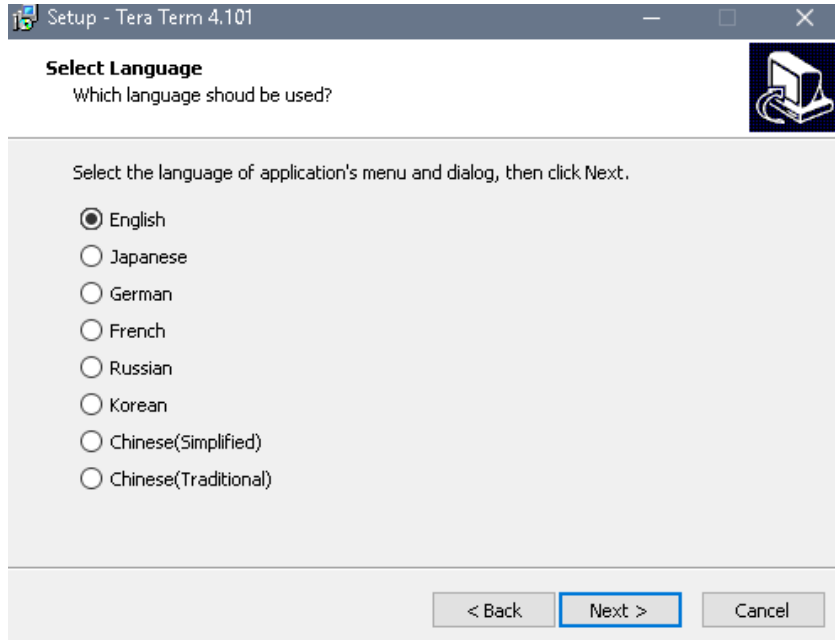 Setup - Tera Term 4.101
Select Language
Which language shoud be used?
Select the language of application's menu and dialog, then click Next.
English
Japanese
German
French
Russian
Korean
Chinese(Simplified)
Chinese(Traditional)
< Back Next > Cancel